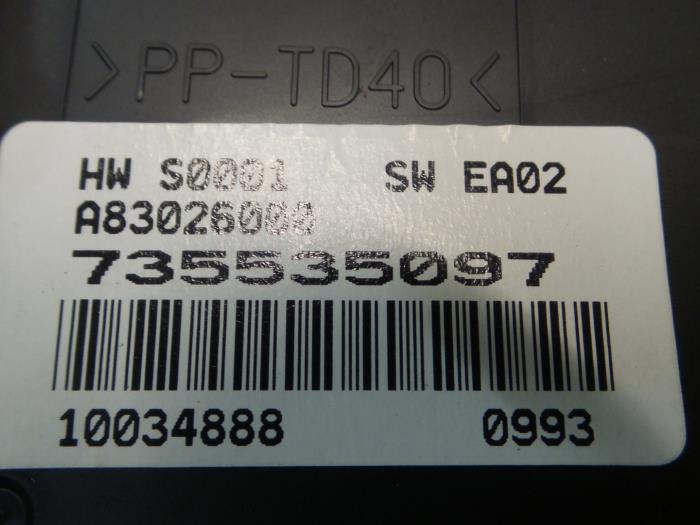 >PP-TD40<
HW S0001 SW EA02
A83026000
735535097
10034888 0993